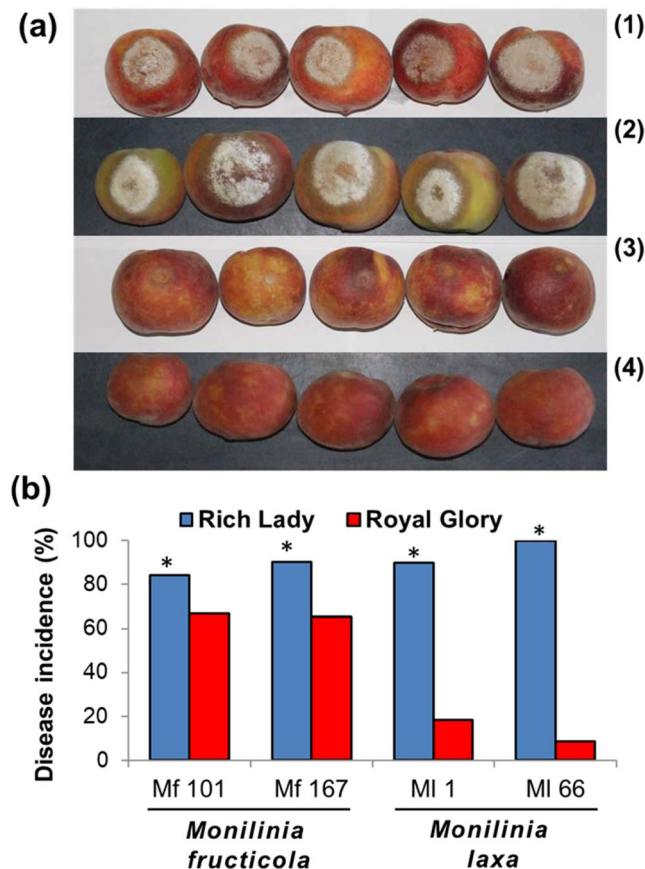 (a)
(1)
(2)
(3)
(4)
(b)
Rich Lady Royal Glory
Disease incidence (%)
100
80
60
40
20
0
* * * *
Mf 101 Mf 167 Ml 1 Ml 66
Monilinia Monilinia
fructicola laxa